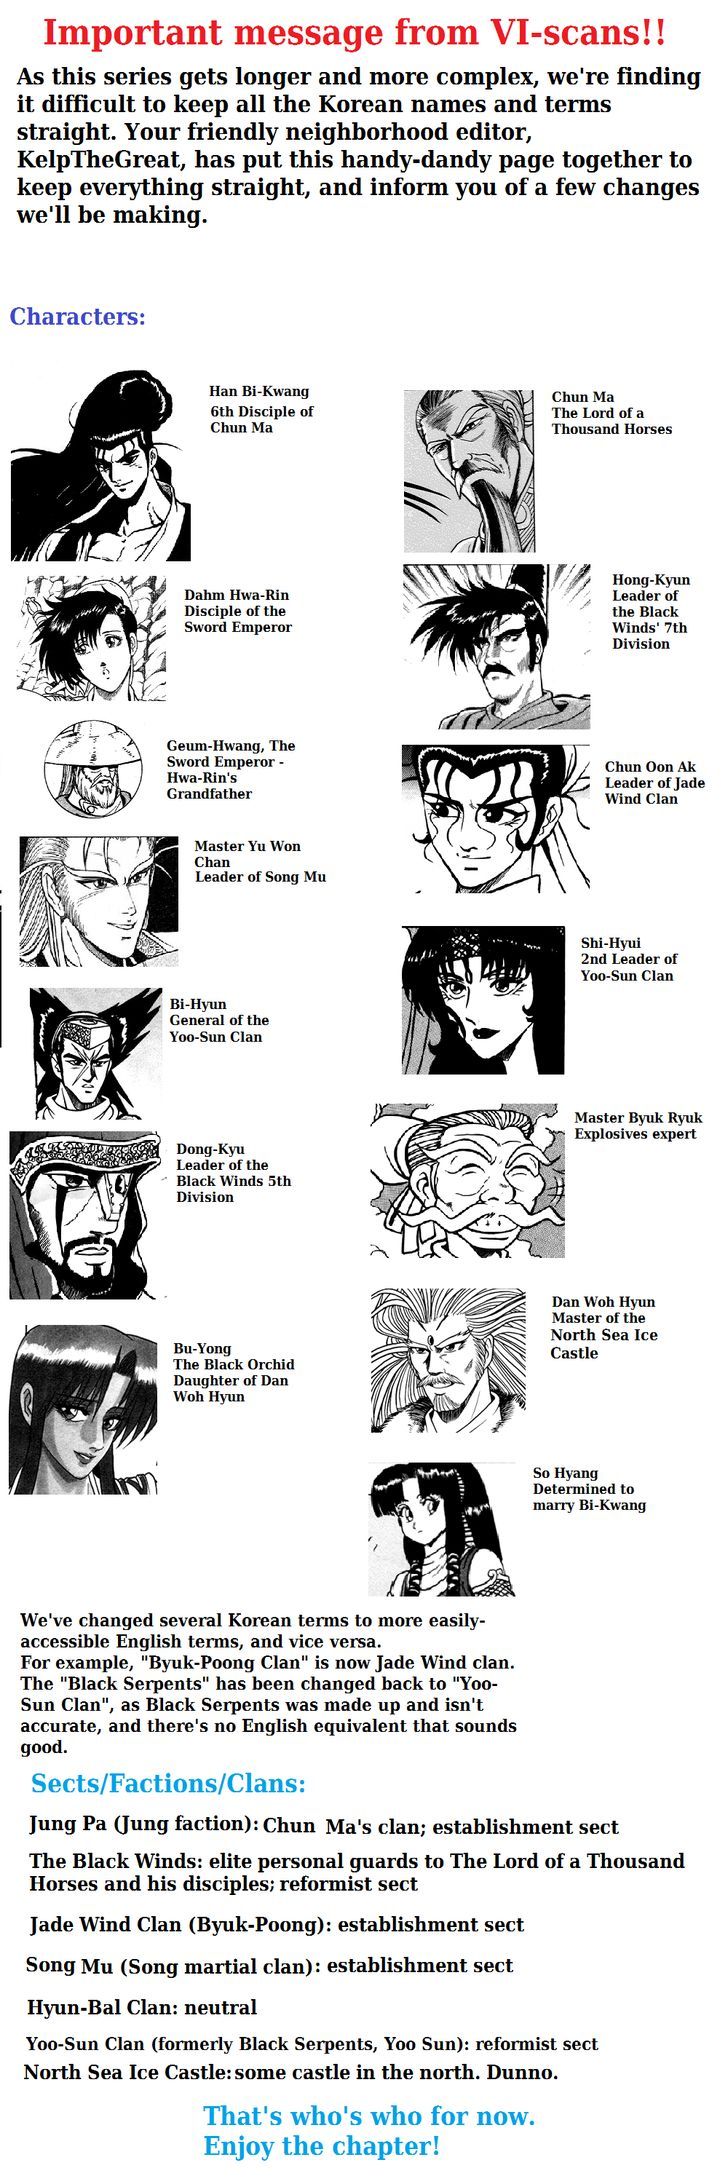 Important message from VI-scans!!
As this series gets longer and more complex, we're finding
it difficult to keep all the Korean names and terms
straight. Your friendly neighborhood editor,
KelpTheGreat, has put this handy-dandy page together to
keep everything straight, and inform you of a few changes
we'll be making.
Characters:
Han Bi-Kwang
6th Disciple of
Chun Ma
Chun Ma
The Lord of a
Thousand Horses
Dahm Hwa-Rin
Disciple of the
Sword Emperor
Hong-Kyun
Leader of
the Black
Winds' 7th
Division
Geum-Hwang, The
Sword Emperor -
Hwa-Rin's
Grandfather
Chun Oon Ak
Leader of Jade
Wind Clan
Master Yu Won
Chan
Leader of Song Mu
Shi-Hyui
2nd Leader of
Yoo-Sun Clan
Bi-Hyun
General of the
Yoo-Sun Clan
Master Byuk Ryuk
Explosives expert
Dong-Kyu
Leader of the
Black Winds 5th
Division
Dan Woh Hyun
Master of the
North Sea Ice
Castle
Bu-Yong
The Black Orchid
Daughter of Dan
Woh Hyun
So Hyang
Determined to
marry Bi-Kwang
We've changed several Korean terms to more easily-
accessible English terms, and vice versa.
For example, "Byuk-Poong Clan" is now Jade Wind clan.
The "Black Serpents" has been changed back to "Yoo-
Sun Clan", as Black Serpents was made up and isn't
accurate, and there's no English equivalent that sounds
good.
Sects/Factions/Clans:
Jung Pa (Jung faction): Chun Ma's clan; establishment sect
The Black Winds: elite personal guards to The Lord of a Thousand
Horses and his disciples; reformist sect
Jade Wind Clan (Byuk-Poong): establishment sect
Song Mu (Song martial clan): establishment sect
Hyun-Bal Clan: neutral
Yoo-Sun Clan (formerly Black Serpents, Yoo Sun): reformist sect
North Sea Ice Castle: some castle in the north. Dunno.
That's who's who for now.
Enjoy the chapter!